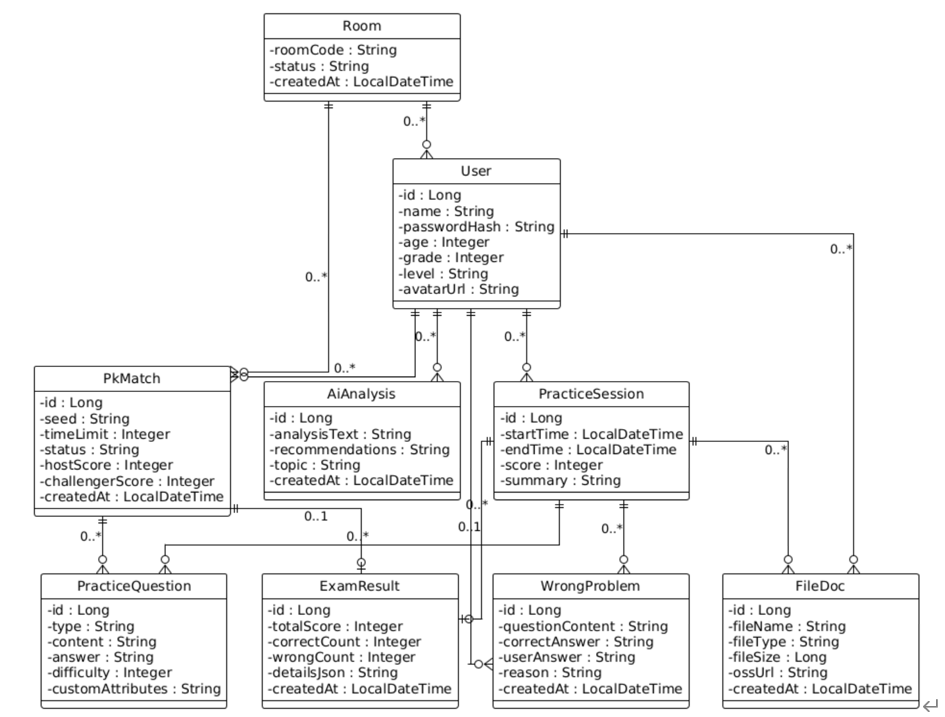 Room
-roomCode : String
-status : String
-createdAt : LocalDateTime
0..*
User
-id : Long
-name : String
-passwordHash : String
-age : Integer
-grade : Integer
-level : String
-avatarUrl : String
0..*
0..*
0..*
0..*
0..*
PkMatch
-id : Long
-seed : String
-timeLimit : Integer
-status : String
-hostScore : Integer
-challengerScore : Integer
-createdAt : LocalDateTime
AiAnalysis
-id : Long
-analysisText : String
-recommendations : String
-topic : String
-createdAt : LocalDateTime
PracticeSession
-id : Long
-startTime : LocalDateTime
-endTime : LocalDateTime
-score : Integer
-summary : String
0..*
0..*
0..1
0..1
0..*
0..*
0..*
PracticeQuestion
-id : Long
-type : String
-content : String
-answer : String
-difficulty : Integer
-customAttributes : String
ExamResult
-id : Long
-totalScore : Integer
-correctCount : Integer
-wrongCount : Integer
-detailsJson : String
-createdAt : LocalDateTime
WrongProblem
-id : Long
-questionContent : String
-correctAnswer : String
-userAnswer : String
-reason : String
-createdAt : LocalDateTime
FileDoc
-id : Long
-fileName : String
-fileType : String
-fileSize : Long
-ossUrl : String
-createdAt : LocalDateTime